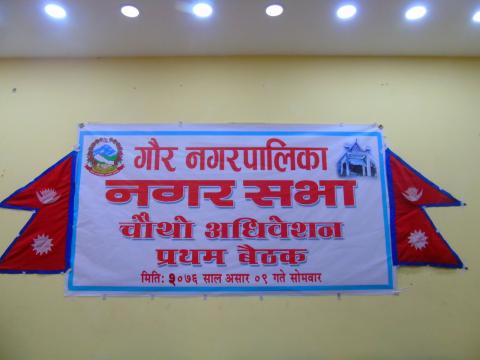 गौर नगरपालिका
नगर सभा
चौथो अधिवेशन
प्रथम बैठक
मिति: २०७६ साल असार ०९ गते सोमवार